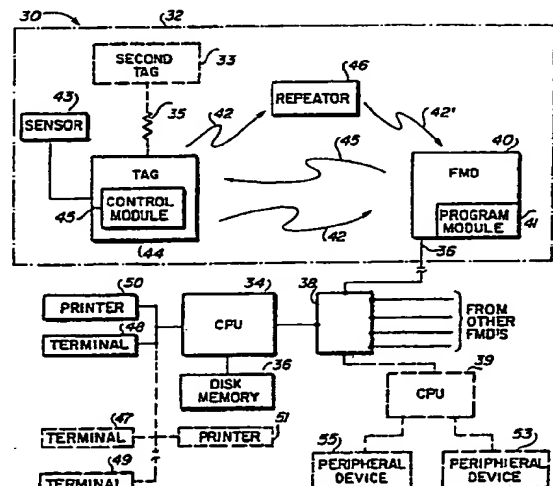 30
32
SECOND TAG
33
46
REPEATOR
43
SENSOR
35
42
42'
40
45
TAG
CONTROL MODULE
45
44
42
FMD
PROGRAM MODULE
41
36
50
PRINTER
34
CPU
38
48
TERMINAL
36
DISK MEMORY
FROM OTHER FMD'S
39
CPU
47
TERMINAL
51
PRINTER
49
TERMINAL
55
PERIPHERAL DEVICE
53
PERIPHIERAL DEVICE